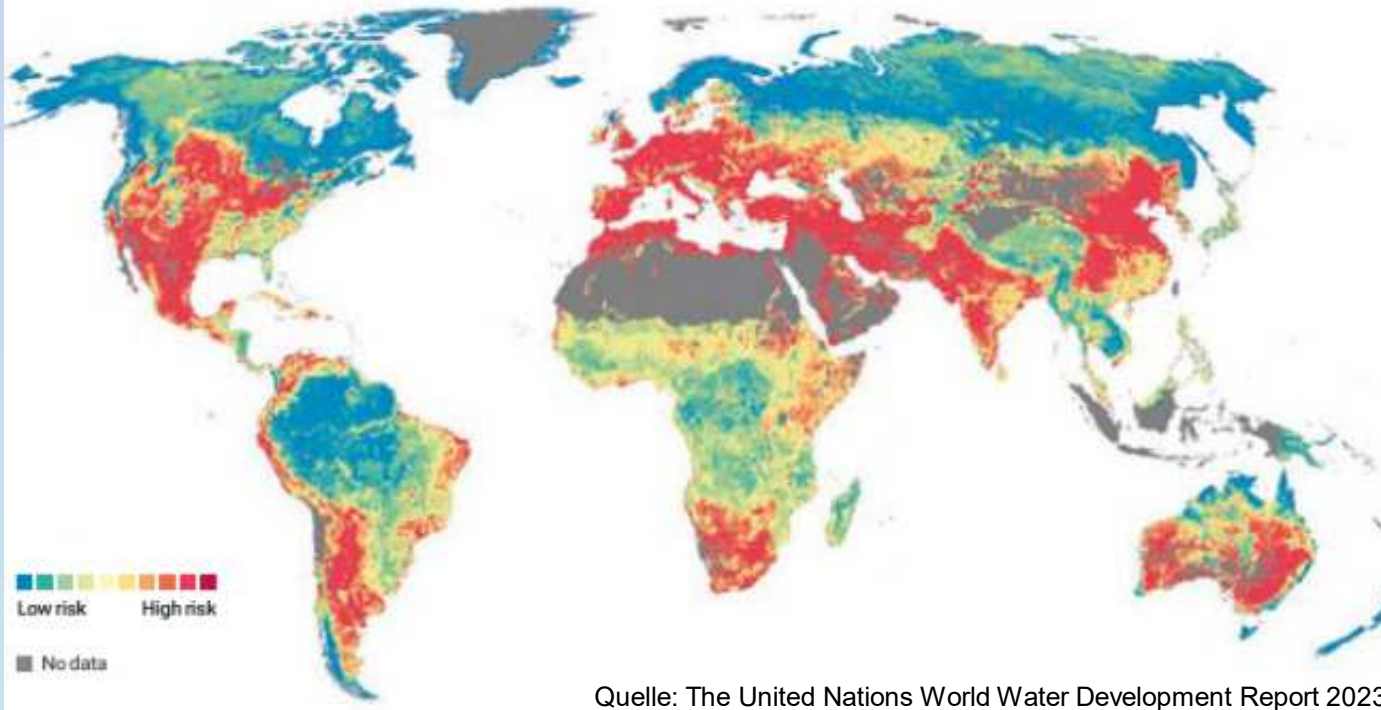 Low risk High risk
No data
Quelle: The United Nations World Water Development Report 2023